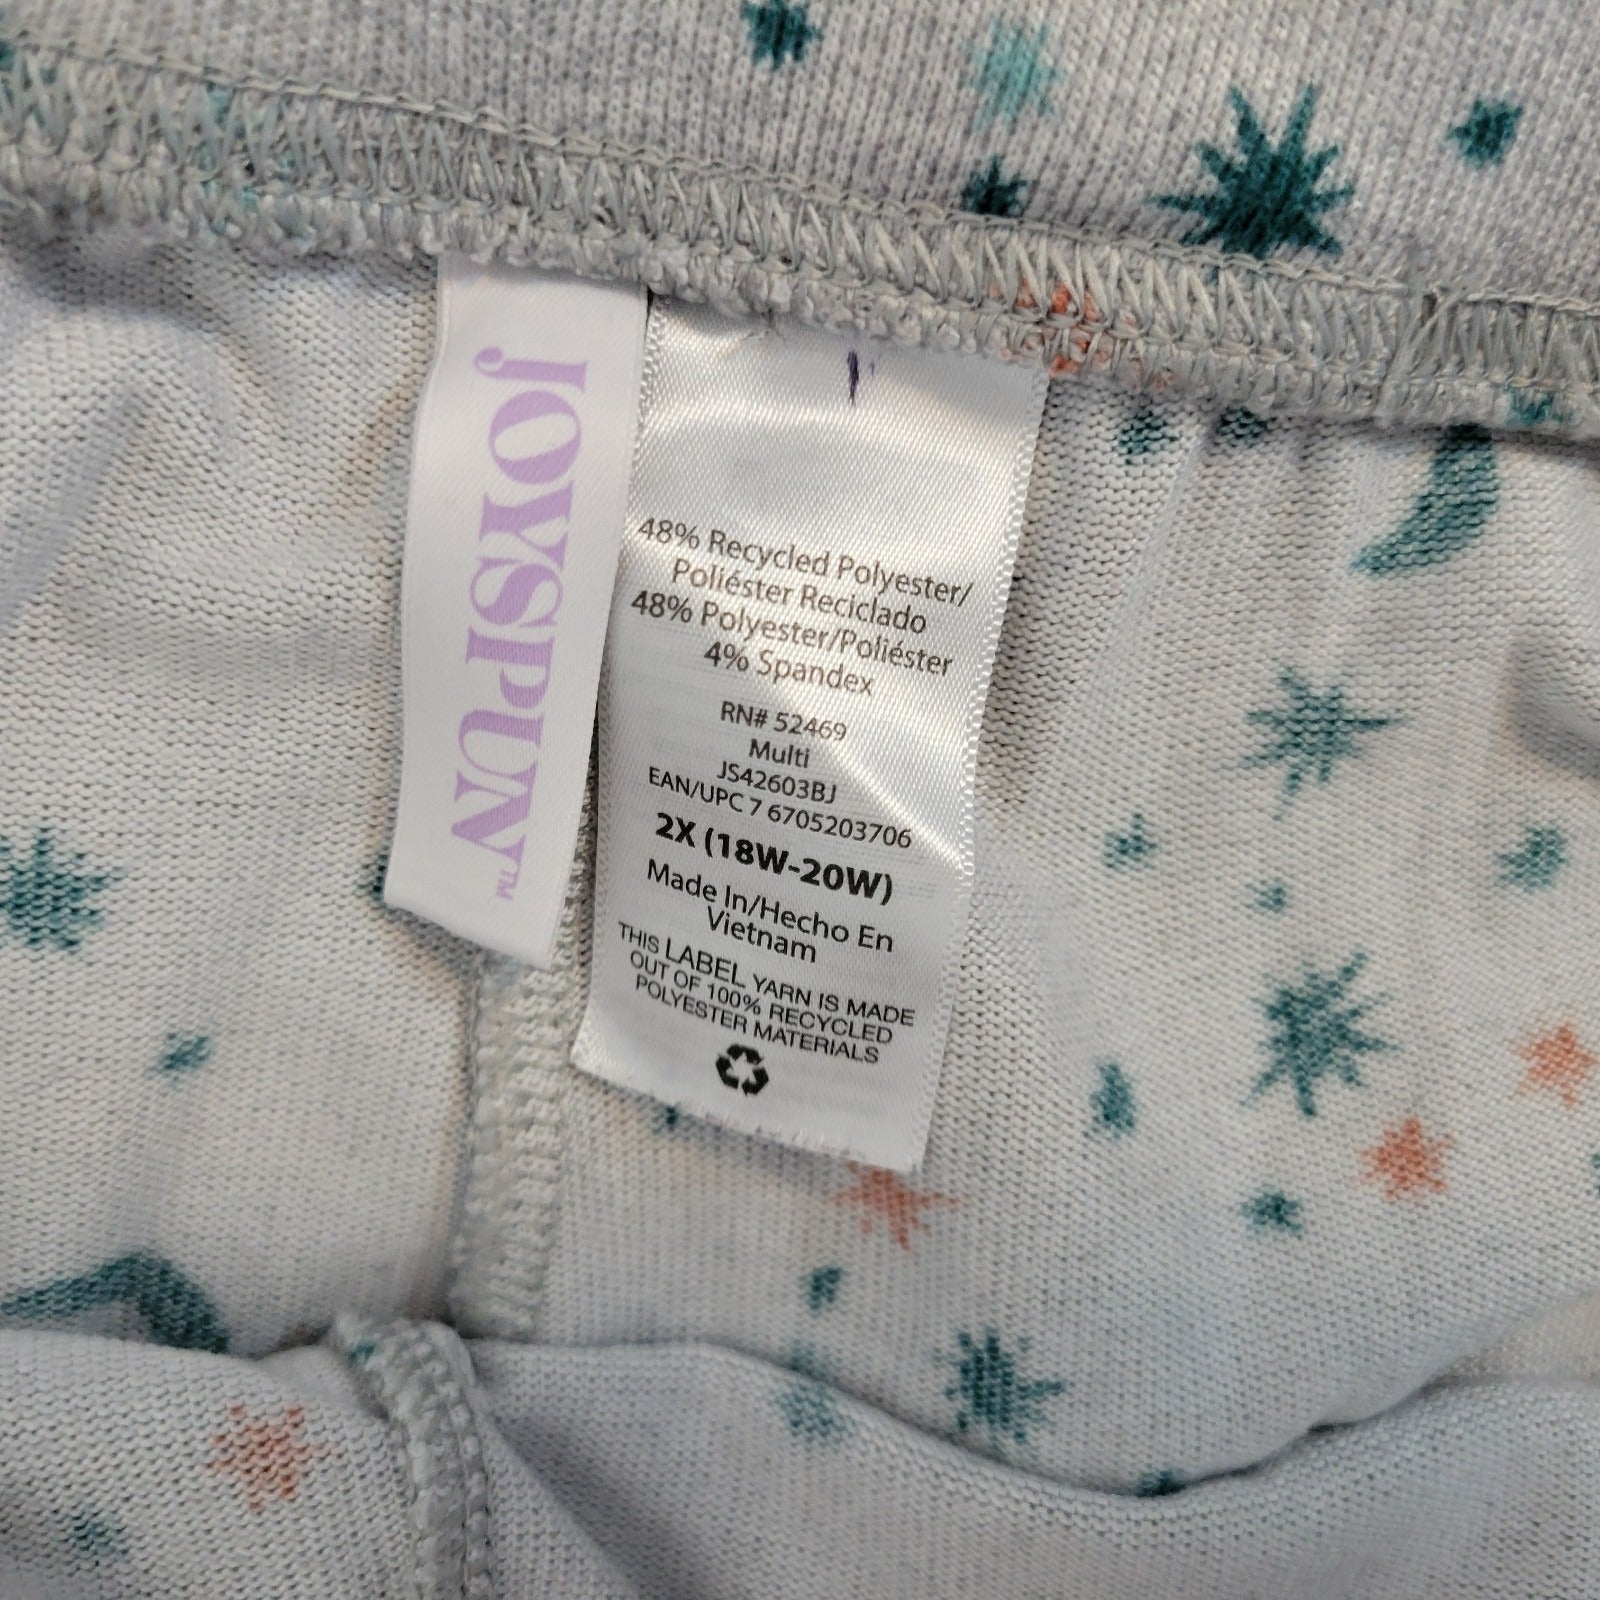 JOYSPUN™
48% Recycled Polyester/
Poliéster Reciclado
48% Polyester/Poliéster
4% Spandex
RN# 52469
Multi
JS42603BJ
EAN/UPC 7 6705203706
2X (18W-20W)
Made In/Hecho En
Vietnam
THIS LABEL YARN IS MADE
OUT OF 100% RECYCLED
POLYESTER MATERIALS